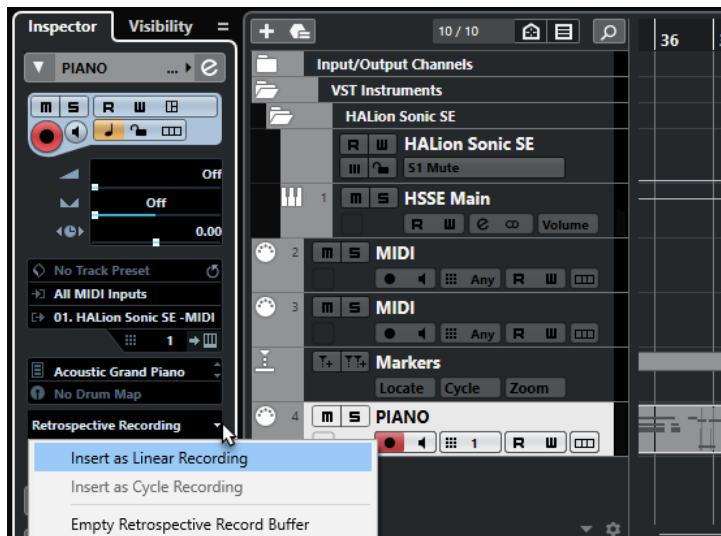 Inspector Visibility
10 / 10
36
PIANO ...
Input/Output Channels
VST Instruments
HALion Sonic SE
m S R W
R W HALion Sonic SE
S1 Mute
Off
Off
0.00
1 m S HSSE Main
R W e Volume
No Track Preset
All MIDI Inputs
01. HALion Sonic SE -MIDI
1
2 m S MIDI
Any R W
3 m S MIDI
Any R W
Acoustic Grand Piano
No Drum Map
Markers
Locate Cycle Zoom
Retrospective Recording
4 m S PIANO
1 R W
Insert as Linear Recording
Insert as Cycle Recording
Empty Retrospective Record Buffer